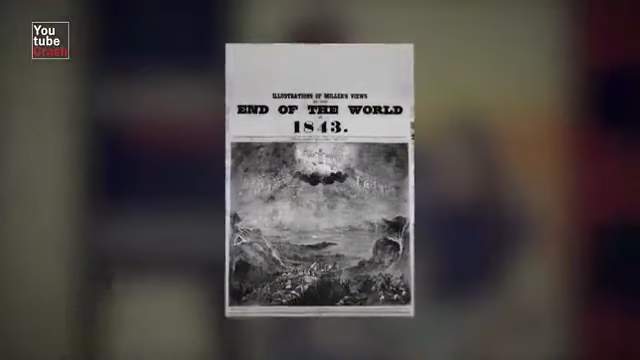 You
tube
Crash
ILLUSTRATIONS OF MILLER'S VIEWS
END OF THE WORLD
1843.